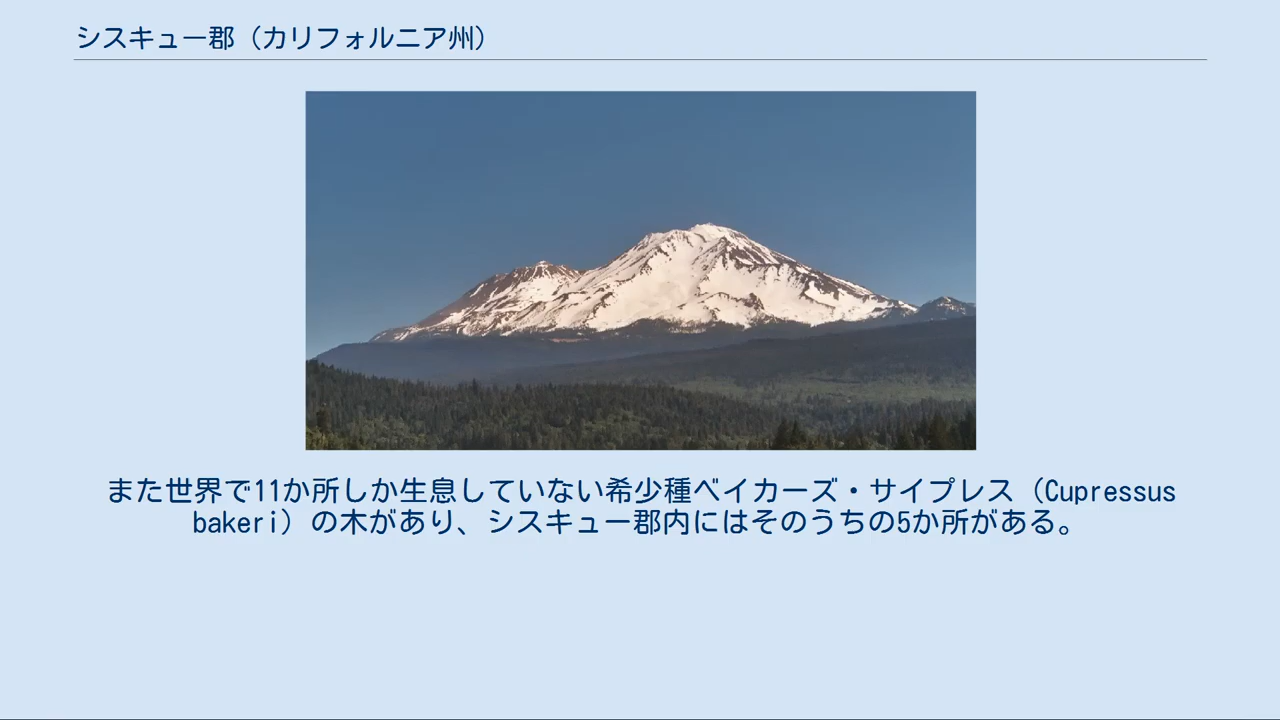 シスキュー郡（カリフォルニア州）
また世界で11か所しか生息していない希少種ベイカーズ・サイプレス（Cupressus
bakeri）の木があり、シスキュー郡内にはそのうちの5か所がある。